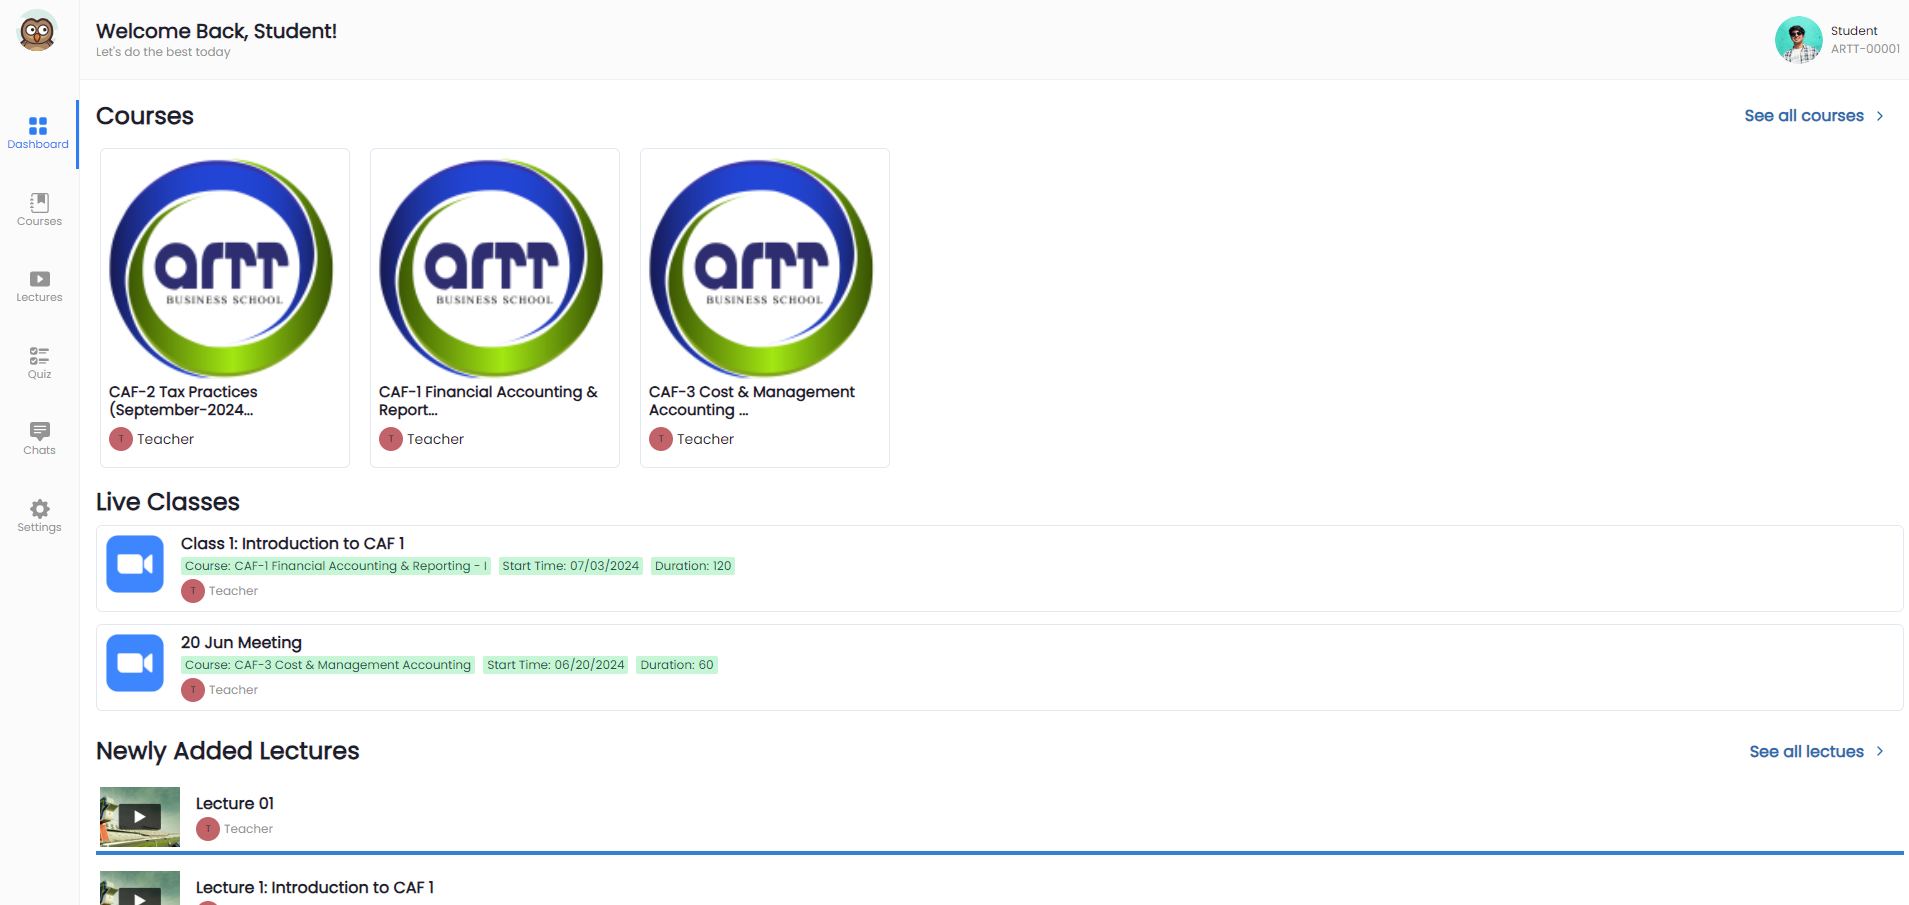 Welcome Back, Student!
Let's do the best today
Student
ARTT-00001
Dashboard
Courses
Lectures
Quiz
Chats
Settings
Courses
See all courses
artt
BUSINESS SCHOOL
CAF-2 Tax Practices
(September-2024...
T Teacher
artt
BUSINESS SCHOOL
CAF-1 Financial Accounting &
Report...
T Teacher
artt
BUSINESS SCHOOL
CAF-3 Cost & Management
Accounting ...
T Teacher
Live Classes
Class 1: Introduction to CAF 1
Course: CAF-1 Financial Accounting & Reporting - I Start Time: 07/03/2024 Duration: 120
T Teacher
20 Jun Meeting
Course: CAF-3 Cost & Management Accounting Start Time: 06/20/2024 Duration: 60
T Teacher
Newly Added Lectures
See all lectues
Lecture 01
T Teacher
Lecture 1: Introduction to CAF 1